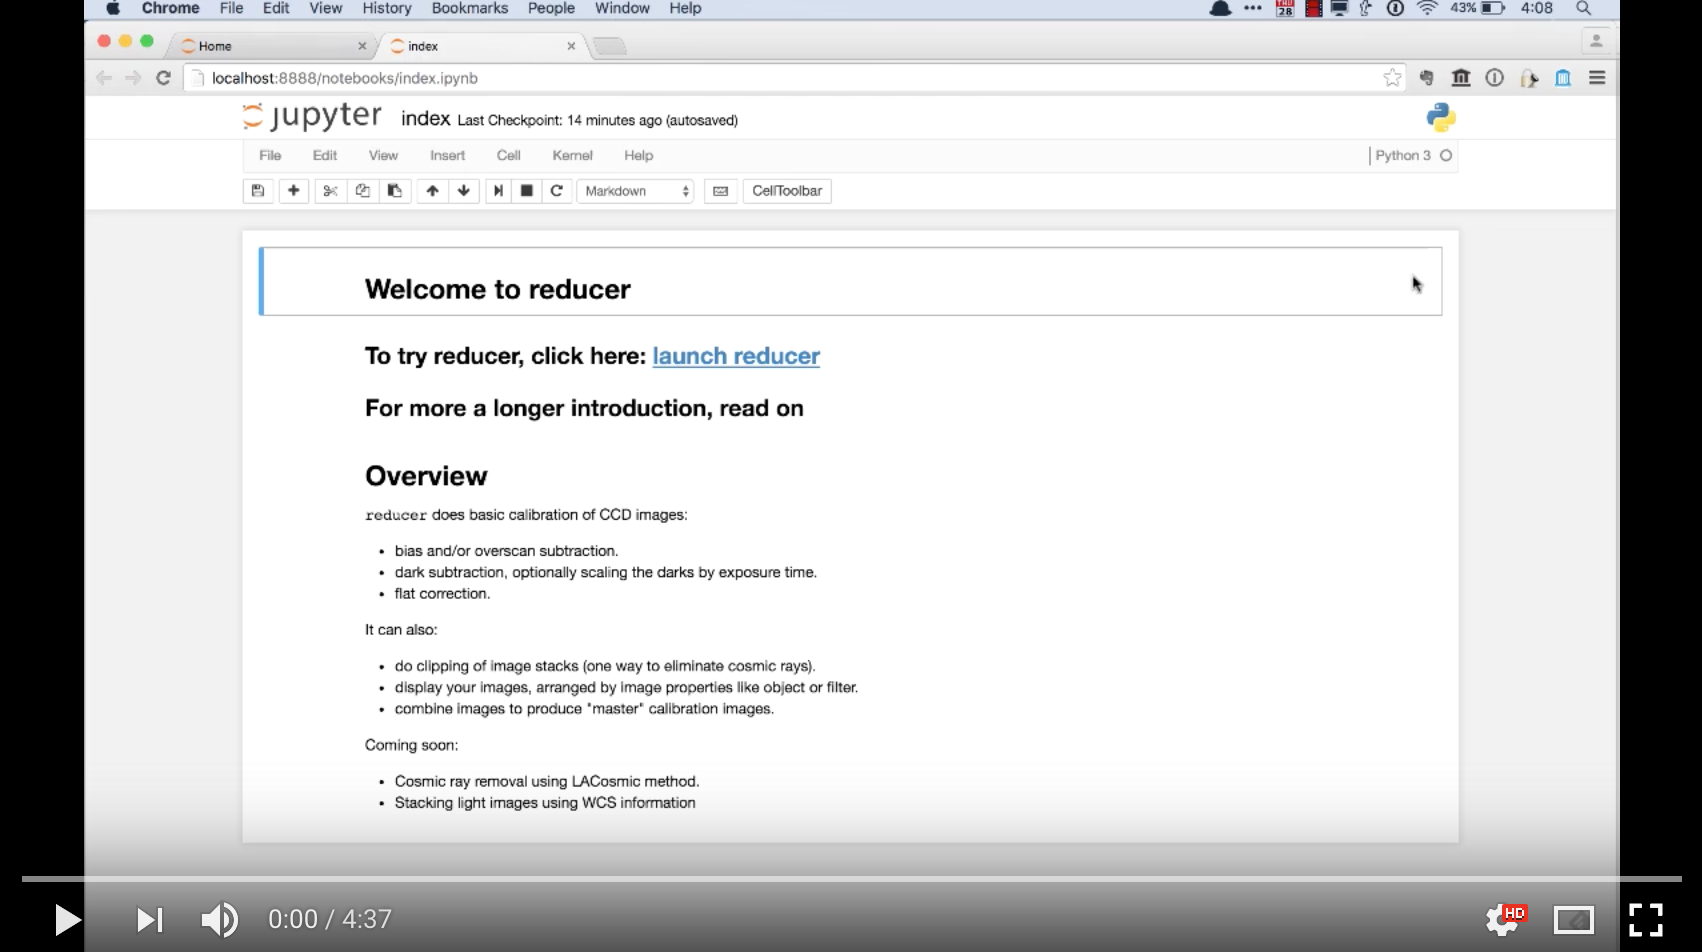 Chrome File Edit View History Bookmarks People Window Help THU 28 43% 4:08
Home index
localhost:8888/notebooks/index.ipynb
jupyter index Last Checkpoint: 14 minutes ago (autosaved)
File Edit View Insert Cell Kernel Help Python 3
Markdown CellToolbar
Welcome to reducer
To try reducer, click here: launch reducer
For more a longer introduction, read on
Overview
reducer does basic calibration of CCD images:
• bias and/or overscan subtraction.
• dark subtraction, optionally scaling the darks by exposure time.
• flat correction.
It can also:
• do clipping of image stacks (one way to eliminate cosmic rays).
• display your images, arranged by image properties like object or filter.
• combine images to produce "master" calibration images.
Coming soon:
• Cosmic ray removal using LACosmic method.
• Stacking light images using WCS information
0:00 / 4:37 HD